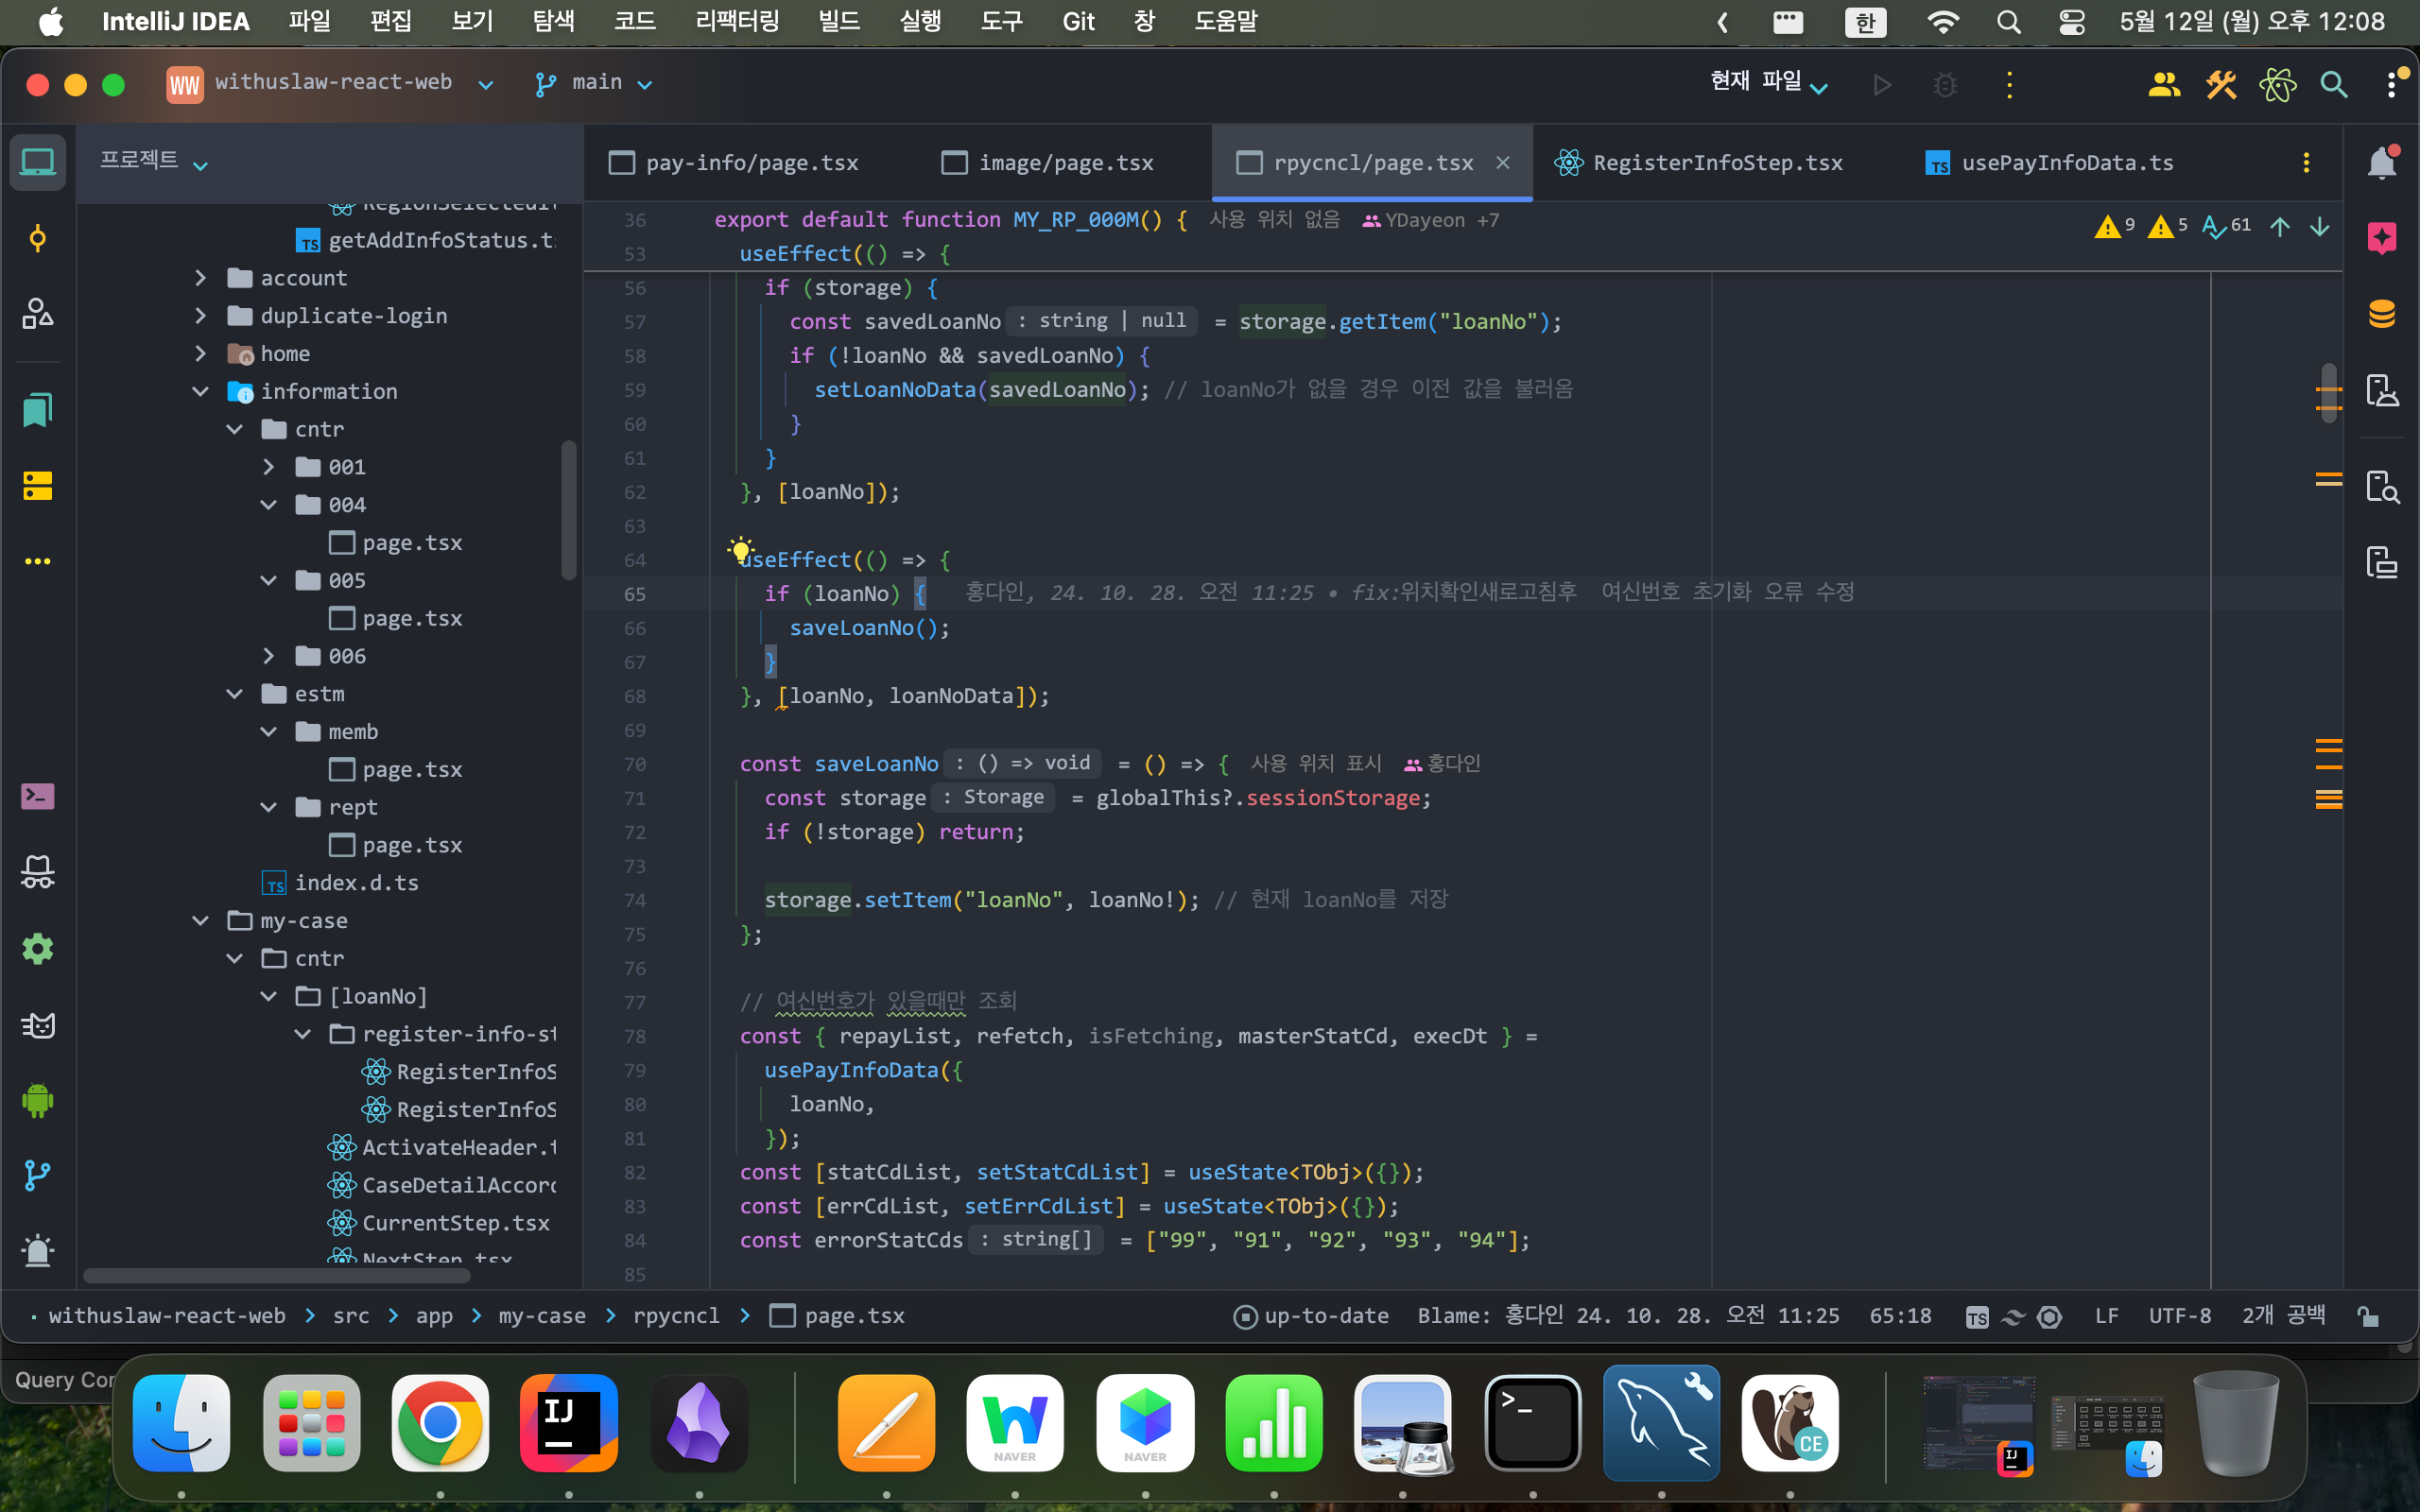 IntelliJ IDEA 파일 편집 보기 탐색 코드 리팩터링 빌드 실행 도구 Git 창 도움말 한 5월 12일 (월) 오후 12:08
WW withuslaw-react-web main 현재 파일
프로젝트
pay-info/page.tsx image/page.tsx rpycncl/page.tsx × RegisterInfoStep.tsx TS usePayInfoData.ts
TS getAddInfoStatus.t
account
duplicate-login
home
information
cntr
001
004
page.tsx
005
page.tsx
006
estm
memb
page.tsx
rept
page.tsx
TS index.d.ts
my-case
cntr
[loanNo]
register-info-st
RegisterInfoS
RegisterInfoS
ActivateHeader.t
CaseDetailAccor
CurrentStep.tsx
NextStep.tsx
9 5 61
36 export default function MY_RP_000M() { 사용 위치 없음 YDayeon +7
53 useEffect(() => {
56 if (storage) {
57 const savedLoanNo : string | null = storage.getItem("loanNo");
58 if (!loanNo && savedLoanNo) {
59 setLoanNoData(savedLoanNo); // loanNo가 없을 경우 이전 값을 불러옴
60 }
61 }
62 }, [loanNo]);
63
64 useEffect(() => {
65 if (loanNo) { 홍다인, 24. 10. 28. 오전 11:25 • fix:위치확인새로고침후 여신번호 초기화 오류 수정
66 saveLoanNo();
67 }
68 }, [loanNo, loanNoData]);
69
70 const saveLoanNo : () => void = () => { 사용 위치 표시 홍다인
71 const storage : Storage = globalThis?.sessionStorage;
72 if (!storage) return;
73
74 storage.setItem("loanNo", loanNo!); // 현재 loanNo를 저장
75 };
76
77 // 여신번호가 있을때만 조회
78 const { repayList, refetch, isFetching, masterStatCd, execDt } =
79 usePayInfoData({
80 loanNo,
81 });
82 const [statCdList, setStatCdList] = useState<TObj>({});
83 const [errCdList, setErrCdList] = useState<TObj>({});
84 const errorStatCds : string[] = ["99", "91", "92", "93", "94"];
85
withuslaw-react-web > src > app > my-case > rpycncl > page.tsx up-to-date Blame: 홍다인 24. 10. 28. 오전 11:25 65:18 TS LF UTF-8 2개 공백
Query Cor
IJ NAVER NAVER >_ CE IJ